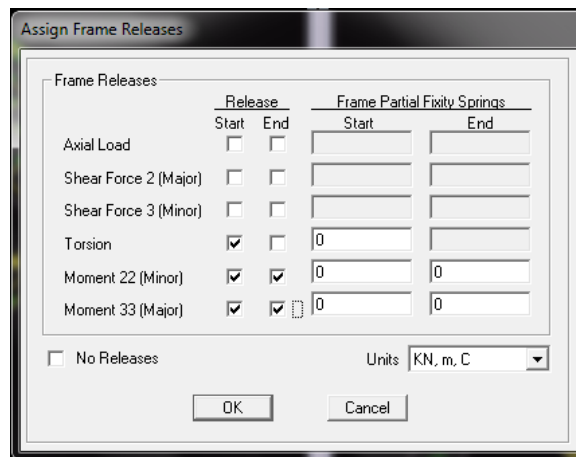 Assign Frame Releases
Frame Releases
Release Frame Partial Fixity Springs
Start End Start End
Axial Load
Shear Force 2 (Major)
Shear Force 3 (Minor)
Torsion 0
Moment 22 (Minor) 0 0
Moment 33 (Major) 0 0
No Releases Units KN, m, C
OK Cancel